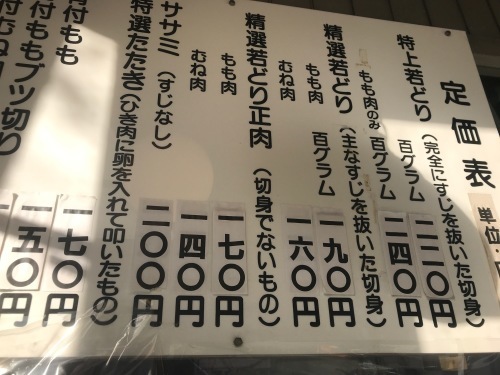 定価表 単位:
特上若どり（完全にすじを抜いた切身）
百グラム 二二〇円
もも肉のみ 百グラム 二四〇円
精選若どり（主なすじを抜いた切身）
もも肉 百グラム 一九〇円
むね肉 一六〇円
精選若どり正肉（切身でないもの）
もも肉 一七〇円
むね肉 一四〇円
ササミ（すじなし） 二〇〇円
特選たたき（ひき肉に卵を入れて叩いたもの）
付もも 一七〇円
付ももブツ切り 一五〇円
付むね 円